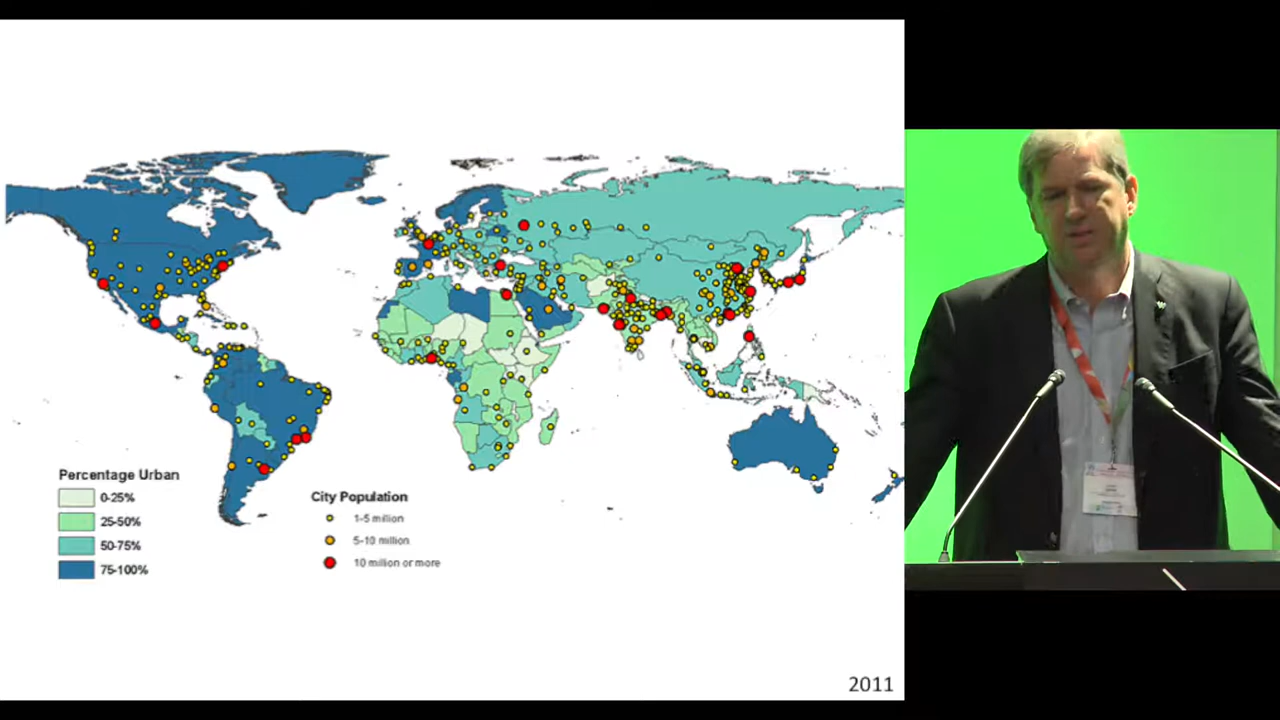 Percentage Urban
0-25%
25-50%
50-75%
75-100%
City Population
1-5 million
5-10 million
10 million or more
2011